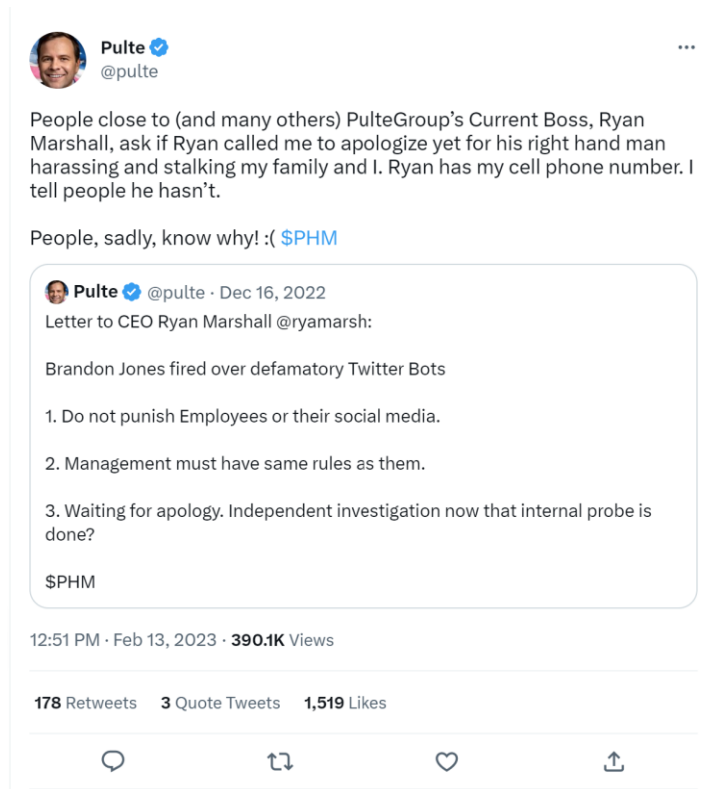 Pulte
@pulte
People close to (and many others) PulteGroup’s Current Boss, Ryan
Marshall, ask if Ryan called me to apologize yet for his right hand man
harassing and stalking my family and I. Ryan has my cell phone number. I
tell people he hasn’t.
People, sadly, know why! :( $PHM
Pulte @pulte · Dec 16, 2022
Letter to CEO Ryan Marshall @ryamarsh:
Brandon Jones fired over defamatory Twitter Bots
1. Do not punish Employees or their social media.
2. Management must have same rules as them.
3. Waiting for apology. Independent investigation now that internal probe is
done?
$PHM
12:51 PM · Feb 13, 2023 · 390.1K Views
178 Retweets 3 Quote Tweets 1,519 Likes